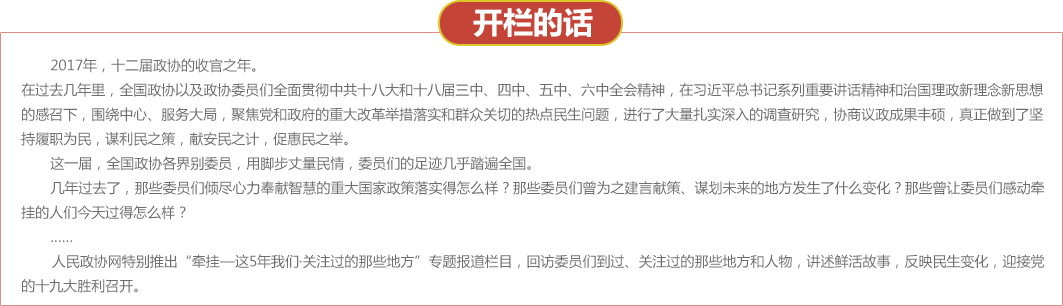 开栏的话
2017年，十二届政协的收官之年。
在过去几年里，全国政协以及政协委员们全面贯彻中共十八大和十八届三中、四中、五中、六中全会精神，在习近平总书记系列重要讲话精神和治国理政新理念新思想
的感召下，围绕中心、服务大局，聚焦党和政府的重大改革举措落实和群众关切的热点民生问题，进行了大量扎实深入的调查研究，协商议政成果丰硕，真正做到了坚
持履职为民，谋利民之策，献安民之计，促惠民之举。
这一届，全国政协各界别委员，用脚步丈量民情，委员们的足迹几乎踏遍全国。
几年过去了，那些委员们倾尽心力奉献智慧的重大国家政策落实得怎么样？那些委员们曾为之建言献策、谋划未来的地方发生了什么变化？那些曾让委员们感动牵
挂的人们今天过得怎么样？
……
人民政协网特别推出“牵挂—这5年我们·关注过的那些地方”专题报道栏目，回访委员们到过、关注过的那些地方和人物，讲述鲜活故事，反映民生变化，迎接党
的十九大胜利召开。